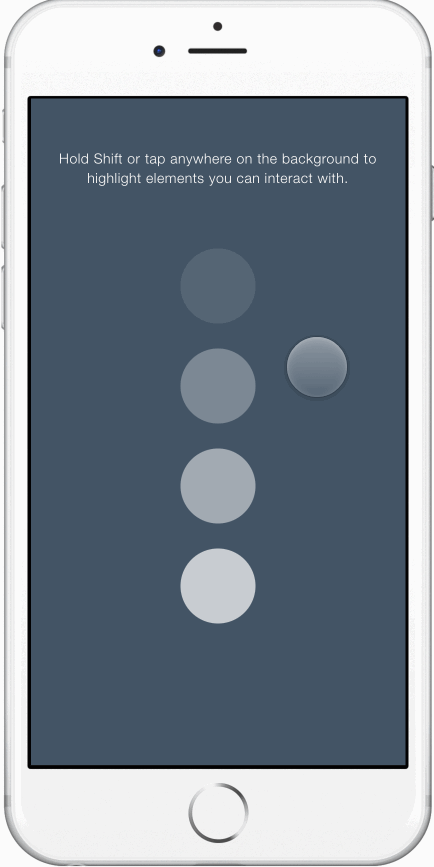 Hold Shift or tap anywhere on the background to
highlight elements you can interact with.